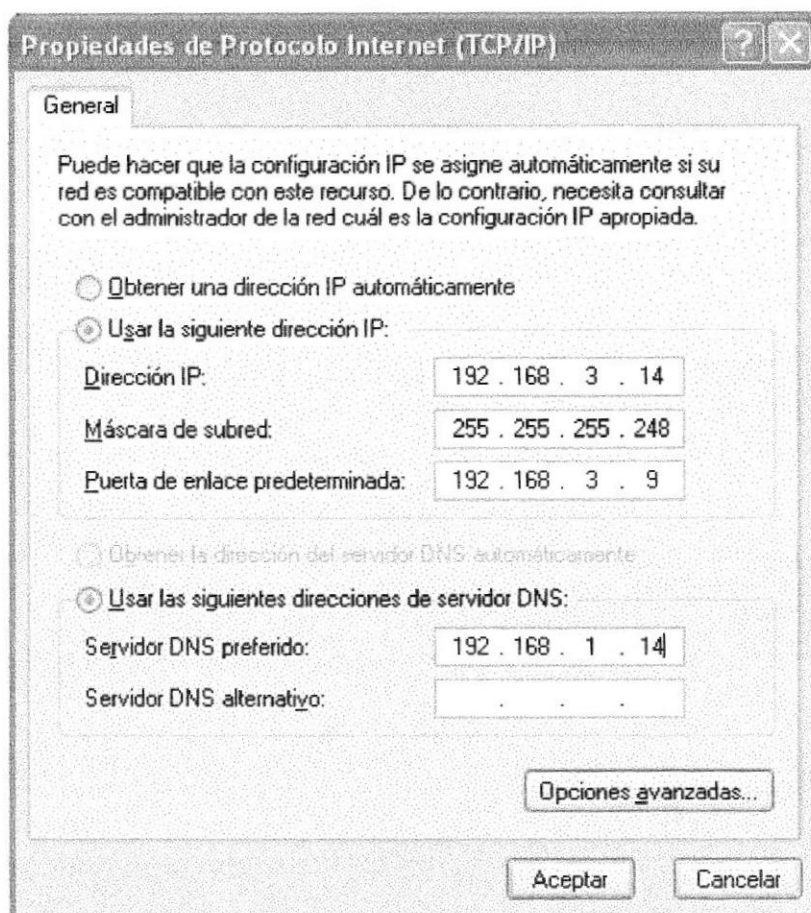 Propiedades de Protocolo Internet (TCP/IP)
General
Puede hacer que la configuración IP se asigne automáticamente si su
red es compatible con este recurso. De lo contrario, necesita consultar
con el administrador de la red cuál es la configuración IP apropiada.
Obtener una dirección IP automáticamente
Usar la siguiente dirección IP:
Dirección IP: 192 . 168 . 3 . 14
Máscara de subred: 255 . 255 . 255 . 248
Puerta de enlace predeterminada: 192 . 168 . 3 . 9
Obtener la dirección del servidor DNS automáticamente
Usar las siguientes direcciones de servidor DNS:
Servidor DNS preferido: 192 . 168 . 1 . 14
Servidor DNS alternativo: . . .
Opciones avanzadas...
Aceptar Cancelar